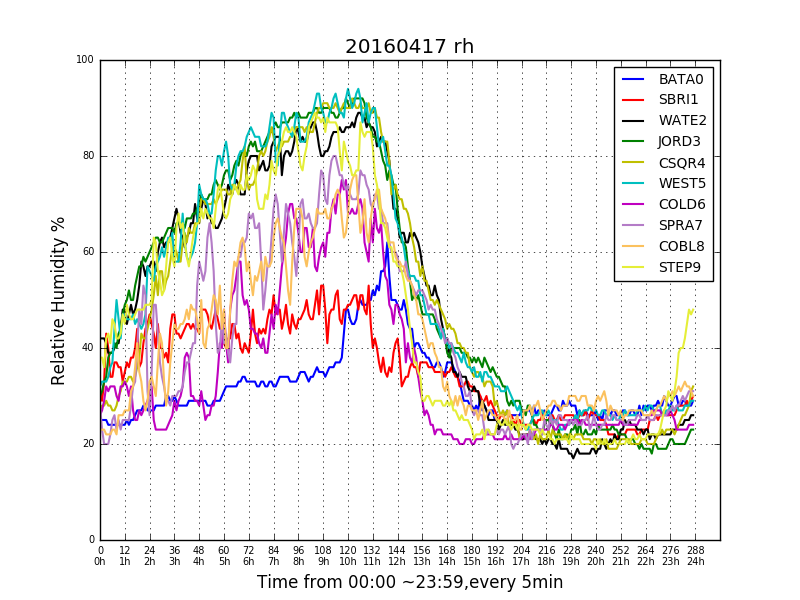 20160417 rh
100
80
60
40
20
0
Relative Humidity %
BATA0
SBRI1
WATE2
JORD3
CSQR4
WEST5
COLD6
SPRA7
COBL8
STEP9
0 12 24 36 48 60 72 84 96 108 120 132 144 156 168 180 192 204 216 228 240 252 264 276 288
0h 1h 2h 3h 4h 5h 6h 7h 8h 9h 10h 11h 12h 13h 14h 15h 16h 17h 18h 19h 20h 21h 22h 23h 24h
Time from 00:00 ~23:59,every 5min